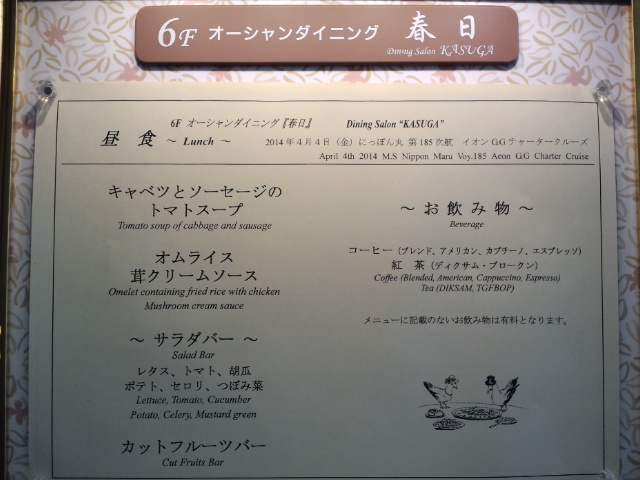 6F オーシャンダイニング 春日
Dining Salon KASUGA
6F オーシャンダイニング『春日』 Dining Salon "KASUGA"
昼 食 ～ Lunch ～ 2014年4月4日（金）にっぽん丸 第185次航 イオンG.Gチャータークルーズ
April 4th 2014 M.S Nippon Maru Voy.185 Aeon G.G Charter Cruise
キャベツとソーセージの
トマトスープ
Tomato soup of cabbage and sausage
オムライス
茸クリームソース
Omelet containing fried rice with chicken
Mushroom cream sauce
～ サラダバー ～
Salad Bar
レタス、トマト、胡瓜
ポテト、セロリ、つぼみ菜
Lettuce, Tomato, Cucumber
Potato, Celery, Mustard green
カットフルーツバー
Cut Fruits Bar
～ お飲み物 ～
Beverage
コーヒー（ブレンド、アメリカン、カプチーノ、エスプレッソ）
紅 茶（ディクサム・ブロークン）
Coffee (Blended, American, Cappuccino, Espresso)
Tea (DIKSAM, TGFBOP)
メニューに記載のないお飲み物は有料となります。